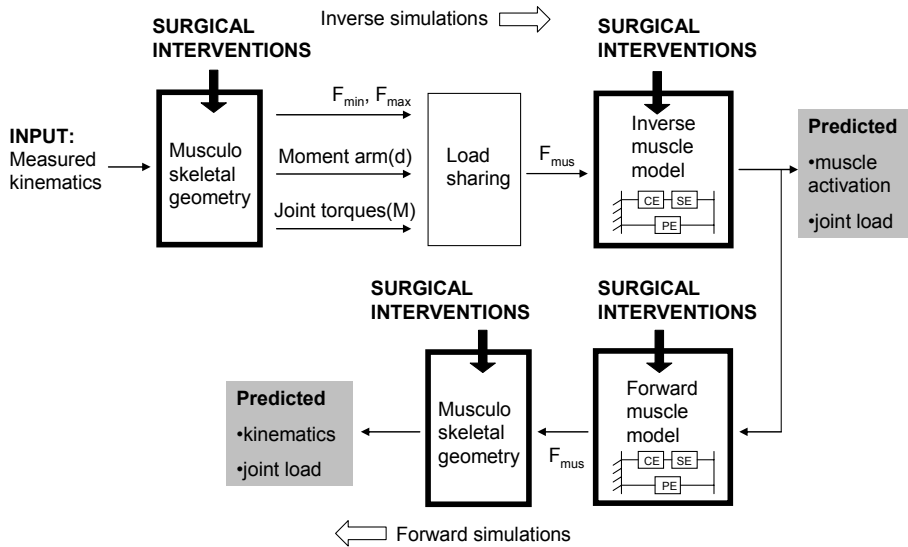 Inverse simulations
SURGICAL
INTERVENTIONS
SURGICAL
INTERVENTIONS
INPUT:
Measured
kinematics
Musculo
skeletal
geometry
Fmin, Fmax
Moment arm(d)
Joint torques(M)
Load
sharing
Fmus
Inverse
muscle
model
CE
SE
PE
Predicted
•muscle
activation
•joint load
SURGICAL
INTERVENTIONS
SURGICAL
INTERVENTIONS
Forward
muscle
model
CE
SE
PE
Fmus
Musculo
skeletal
geometry
Predicted
•kinematics
•joint load
Forward simulations